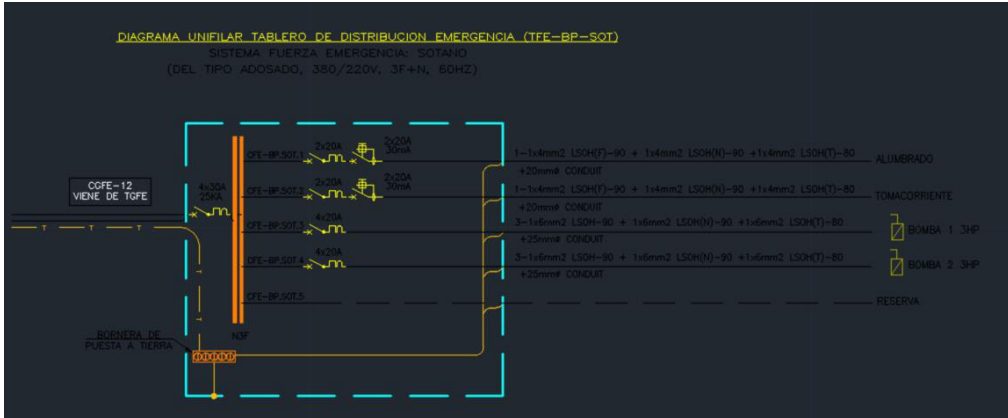 DIAGRAMA UNIFILAR TABLERO DE DISTRIBUCION EMERGENCIA (TFE-BP-SOT)
SISTEMA FUERZA EMERGENCIA: SOTANO
(DEL TIPO ADOSADO, 380/220V, 3F+N, 60HZ)
CGFE-12
VIENE DE TGFE
4x30A
25KA
CFE-BP.SOT.1
2x20A
2x20A
30mA
1-1x4mm2 LSOH(F)-90 + 1x4mm2 LSOH(N)-90 +1x4mm2 LSOH(T)-80
+20mmø CONDUIT
ALUMBRADO
CFE-BP.SOT.2
2x20A
2x20A
30mA
1-1x4mm2 LSOH(F)-90 + 1x4mm2 LSOH(N)-90 +1x4mm2 LSOH(T)-80
+20mmø CONDUIT
TOMACORRIENTE
CFE-BP.SOT.3
4x20A
3-1x6mm2 LSOH-90 + 1x6mm2 LSOH(N)-90 +1x6mm2 LSOH(T)-80
+25mmø CONDUIT
BOMBA 1 3HP
CFE-BP.SOT.4
4x20A
3-1x6mm2 LSOH-90 + 1x6mm2 LSOH(N)-90 +1x6mm2 LSOH(T)-80
+25mmø CONDUIT
BOMBA 2 3HP
CFE-BP.SOT.5
RESERVA
T T
T
T
N3F
BORNERA DE
PUESTA A TIERRA